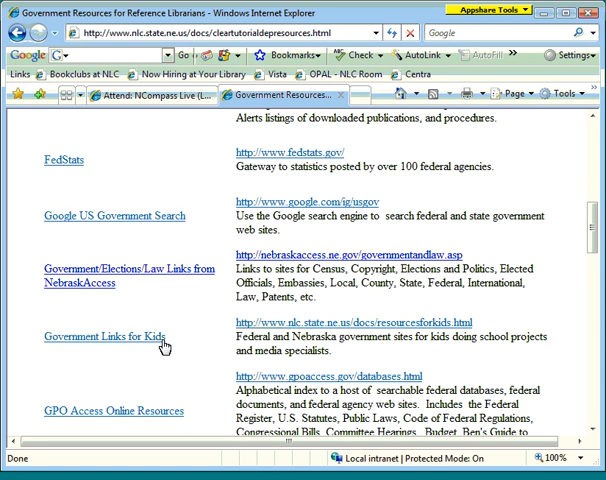 Government Resources for Reference Librarians - Windows Internet Explorer
Appshare Tools
http://www.nlc.state.ne.us/docs/cleartutorialdepresources.html
Google
Google
Go
Bookmarks
Check
AutoLink
AutoFill
Settings
Links
Bookclubs at NLC
Now Hiring at Your Library
Vista
OPAL - NLC Room
Centra
Attend: NCompass Live (L...
Government Resources...
Page
Tools
Alerts listings of downloaded publications, and procedures.
FedStats
http://www.fedstats.gov/
Gateway to statistics posted by over 100 federal agencies.
Google US Government Search
http://www.google.com/ig/usgov
Use the Google search engine to search federal and state government
web sites.
Government/Elections/Law Links from
NebraskAccess
http://nebraskaccess.ne.gov/governmentandlaw.asp
Links to sites for Census, Copyright, Elections and Politics, Elected
Officials, Embassies, Local, County, State, Federal, International,
Law, Patents, etc.
Government Links for Kids
http://www.nlc.state.ne.us/docs/resourcesforkids.html
Federal and Nebraska government sites for kids doing school projects
and media specialists.
GPO Access Online Resources
http://www.gpoaccess.gov/databases.html
Alphabetical index to a host of searchable federal databases, federal
documents, and federal agency web sites. Includes the Federal
Register, U.S. Statutes, Public Laws, Code of Federal Regulations,
Congressional Bills, Committee Hearings, Budget, Ben's Guide to
Done
Local intranet | Protected Mode: On
100%